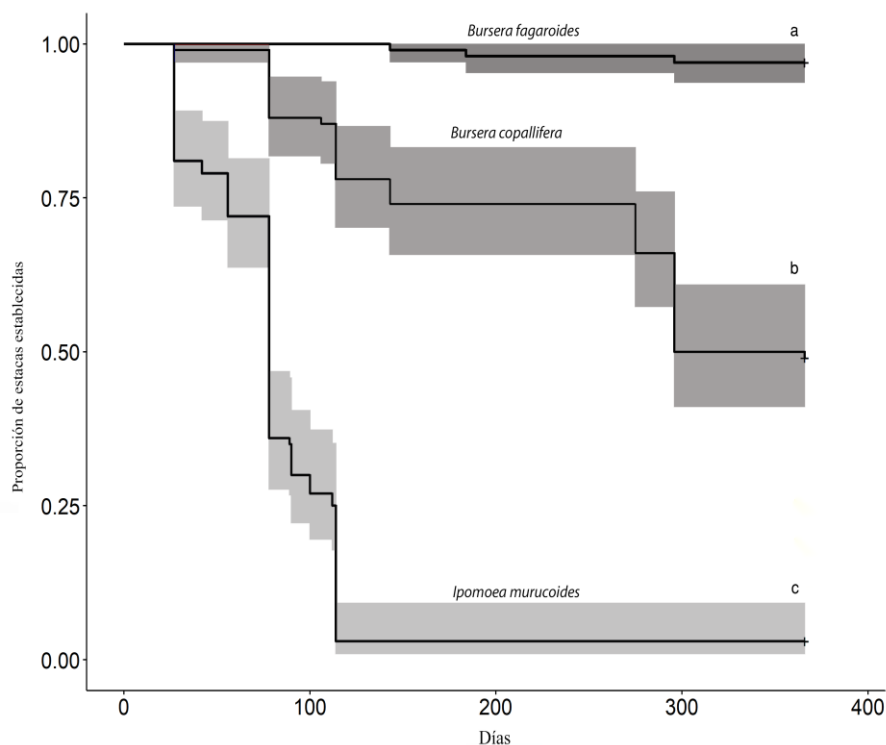 Bursera fagaroides a
1.00
Bursera copallifera
0.75
b
Proporción de estacas establecidas
0.50
0.25
Ipomoea murucoides c
0.00
0 100 200 300 400
Días